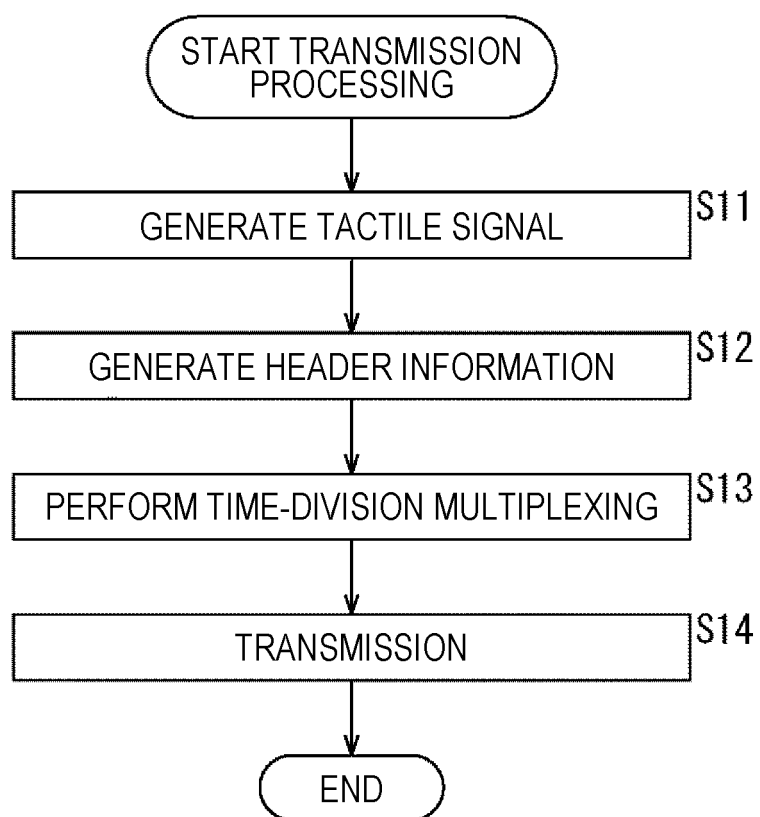 START TRANSMISSION
PROCESSING
GENERATE TACTILE SIGNAL
S11
GENERATE HEADER INFORMATION
S12
PERFORM TIME-DIVISION MULTIPLEXING
S13
TRANSMISSION
S14
END